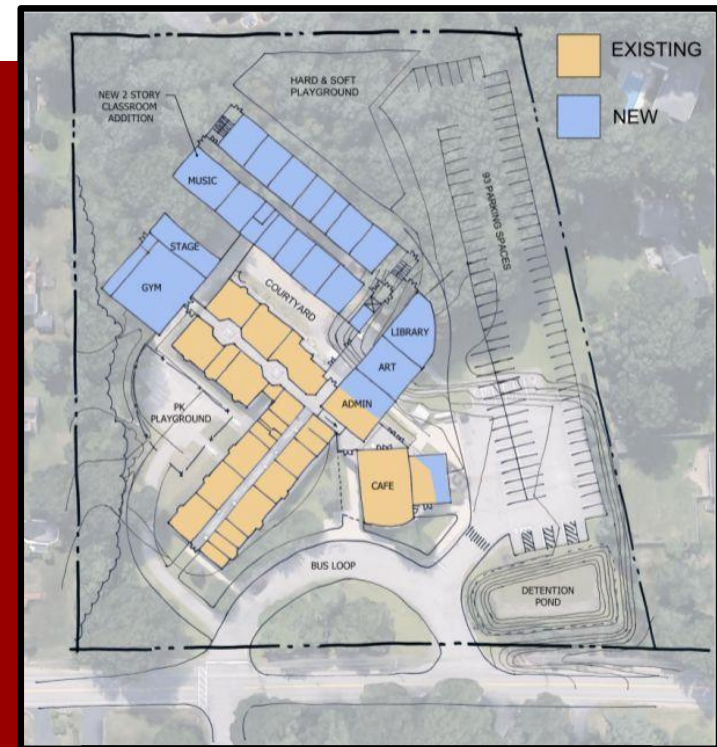 EXISTING
NEW
HARD & SOFT
PLAYGROUND
NEW 2 STORY
CLASSROOM
ADDITION
93 PARKING SPACES
MUSIC
STAGE
GYM
COURTYARD
LIBRARY
ART
ADMIN
PK
PLAYGROUND
CAFE
BUS LOOP
DETENTION
POND